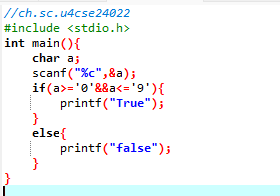 //ch.sc.u4cse24022
#include <stdio.h>
int main(){
    char a;
    scanf("%c",&a);
    if(a>='0'&&a<='9'){
        printf("True");
    }
    else{
        printf("false");
    }
}